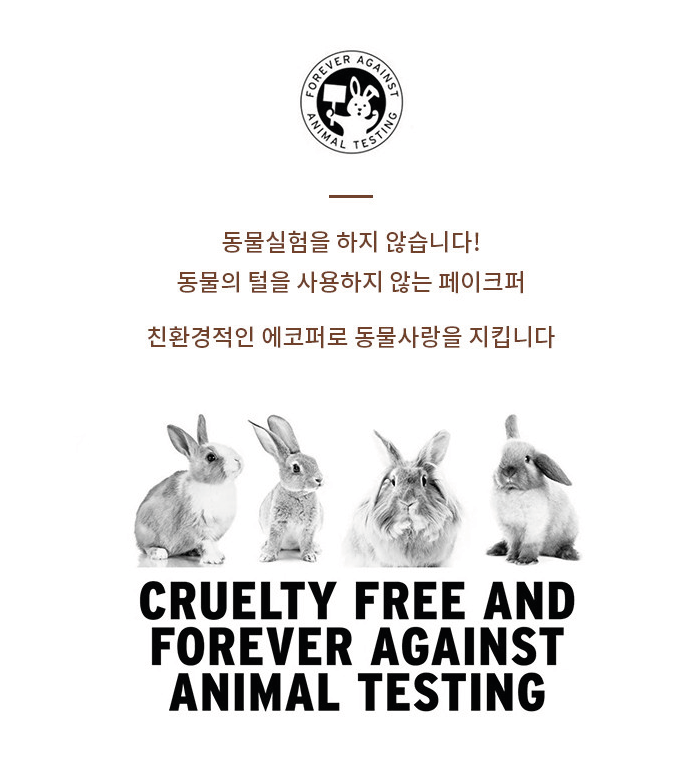 FOREVER AGAINST
ANIMAL TESTING
동물실험을 하지 않습니다!
동물의 털을 사용하지 않는 페이크퍼
친환경적인 에코퍼로 동물사랑을 지킵니다
CRUELTY FREE AND
FOREVER AGAINST
ANIMAL TESTING